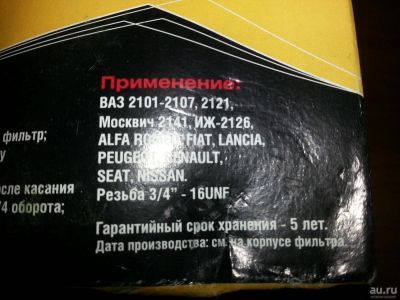 Применение:
ВАЗ 2101-2107, 2121,
Москвич 2141, ИЖ-2126,
фильтр;
ALFA ROMEO, FIAT, LANCIA,
у
PEUGEOT, RENAULT,
SEAT, NISSAN.
осле касания
Резьба 3/4” - 16UNF
/4 оборота;
Гарантийный срок хранения - 5 лет.
Дата производства: см на корпусе фильтра.
au.ru